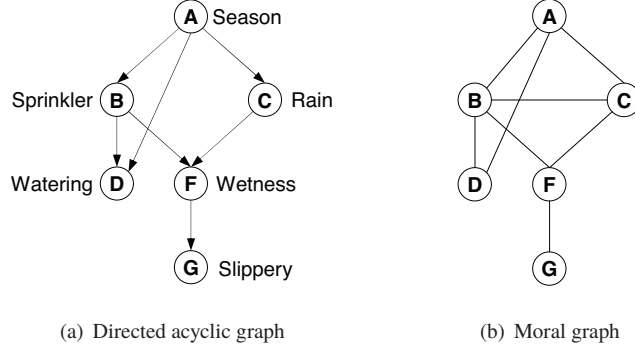 A Season A
Sprinkler B C Rain B C
Watering D F Wetness D F
G Slippery G
(a) Directed acyclic graph (b) Moral graph